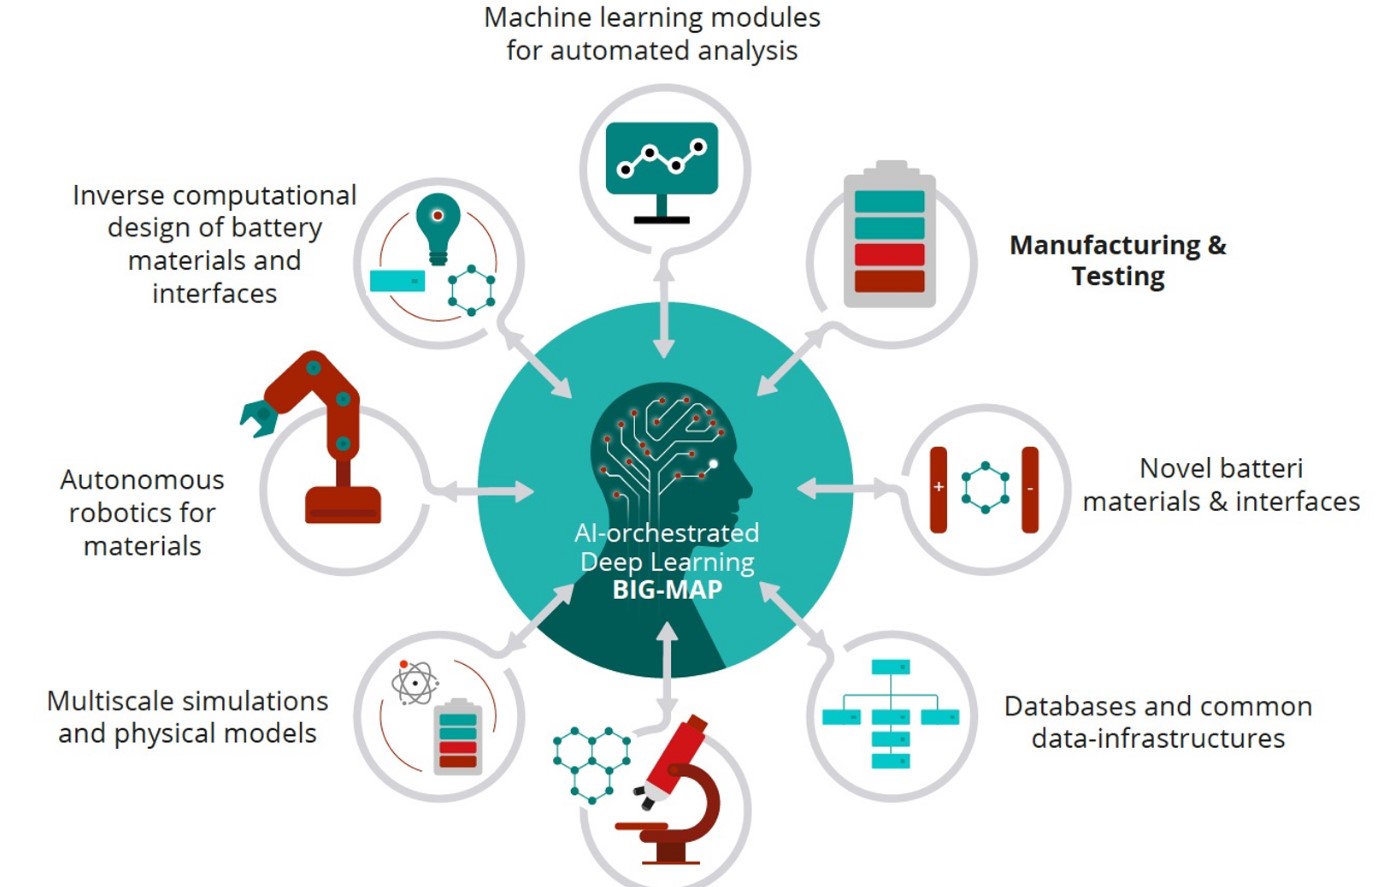 Machine learning modules
for automated analysis
Inverse computational
design of battery
materials and
interfaces
Manufacturing &
Testing
Autonomous
robotics for
materials
+
-
Novel batteri
materials & interfaces
AI-orchestrated
Deep Learning
BIG-MAP
Multiscale simulations
and physical models
Databases and common
data-infrastructures